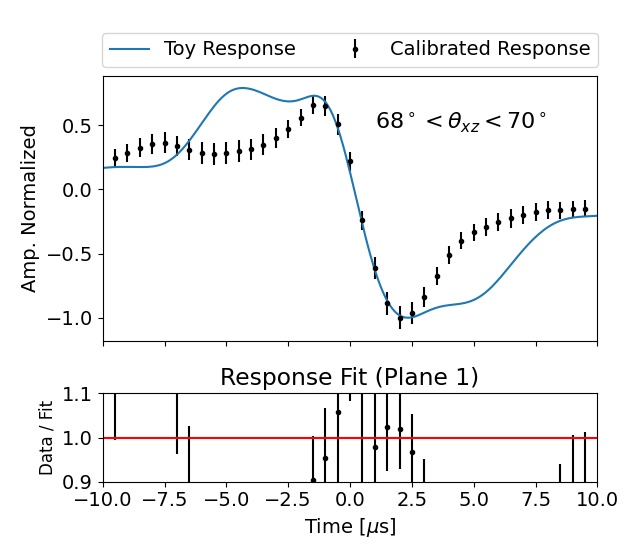 Toy Response Calibrated Response
68° < θxz < 70°
Amp. Normalized
0.5
0.0
−0.5
−1.0
Response Fit (Plane 1)
Data / Fit
1.1
1.0
0.9
−10.0 −7.5 −5.0 −2.5 0.0 2.5 5.0 7.5 10.0
Time [μs]